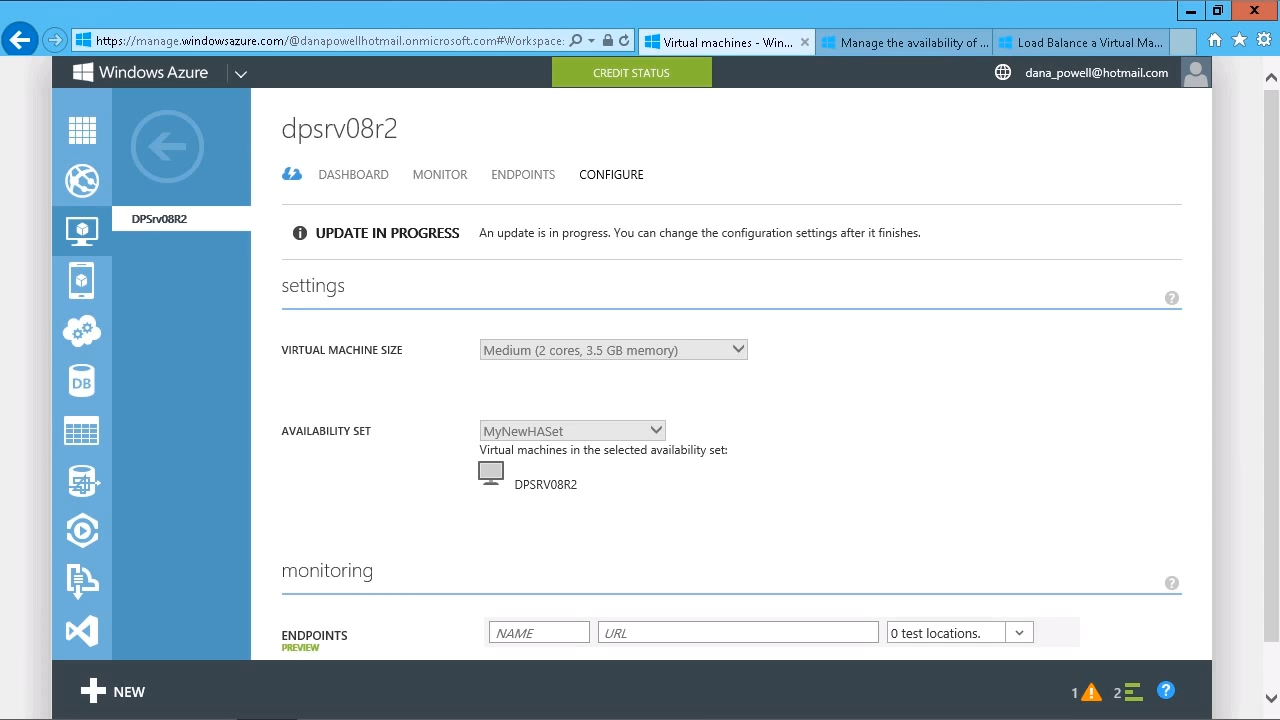 https://manage.windowsazure.com/@danapowellhotmail.onmicrosoft.com#Workspace:
Virtual machines - Win...
Manage the availability of ...
Load Balance a Virtual Ma...
Windows Azure
CREDIT STATUS
dana_powell@hotmail.com
dpsrv08r2
DASHBOARD MONITOR ENDPOINTS CONFIGURE
DPSrv08R2
UPDATE IN PROGRESS An update is in progress. You can change the configuration settings after it finishes.
settings
?
VIRTUAL MACHINE SIZE Medium (2 cores, 3.5 GB memory)
AVAILABILITY SET MyNewHASet
Virtual machines in the selected availability set:
DPSRV08R2
monitoring
?
ENDPOINTS NAME URL 0 test locations.
PREVIEW
DB
NEW
1 2 ?